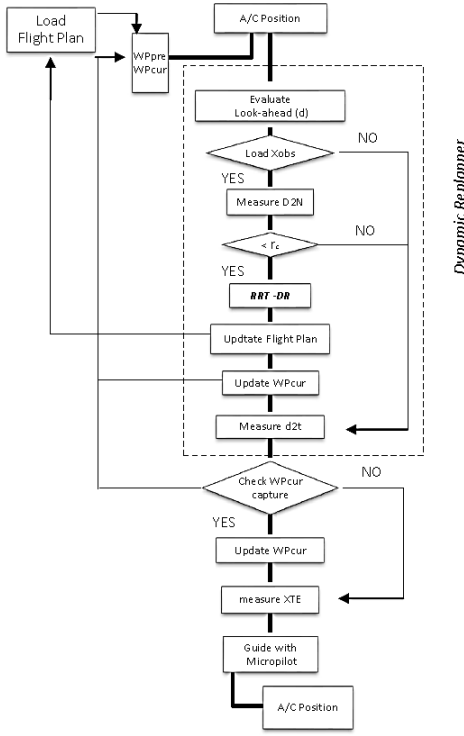 Load
Flight Plan
A/C Position
WPpre
WPcur
Evaluate
Look-ahead (d)
Load Xobs
NO
YES
Measure D2N
< rc
NO
YES
RRT -DR
Updtate Flight Plan
Update WPcur
Measure d2t
Dynamic Replanner
Check WPcur
capture
NO
YES
Update WPcur
measure XTE
Guide with
Micropilot
A/C Position